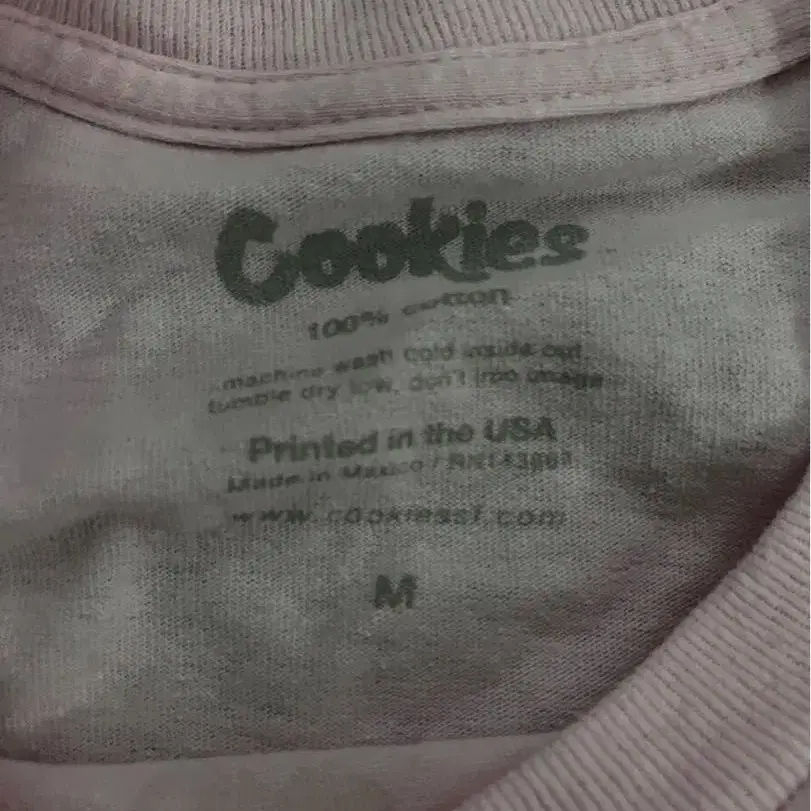 Cookies
100% cotton
machine wash cold inside out
tumble dry low, don't iron image
Printed in the USA
Made in Mexico /
www.cookiessf.com
M